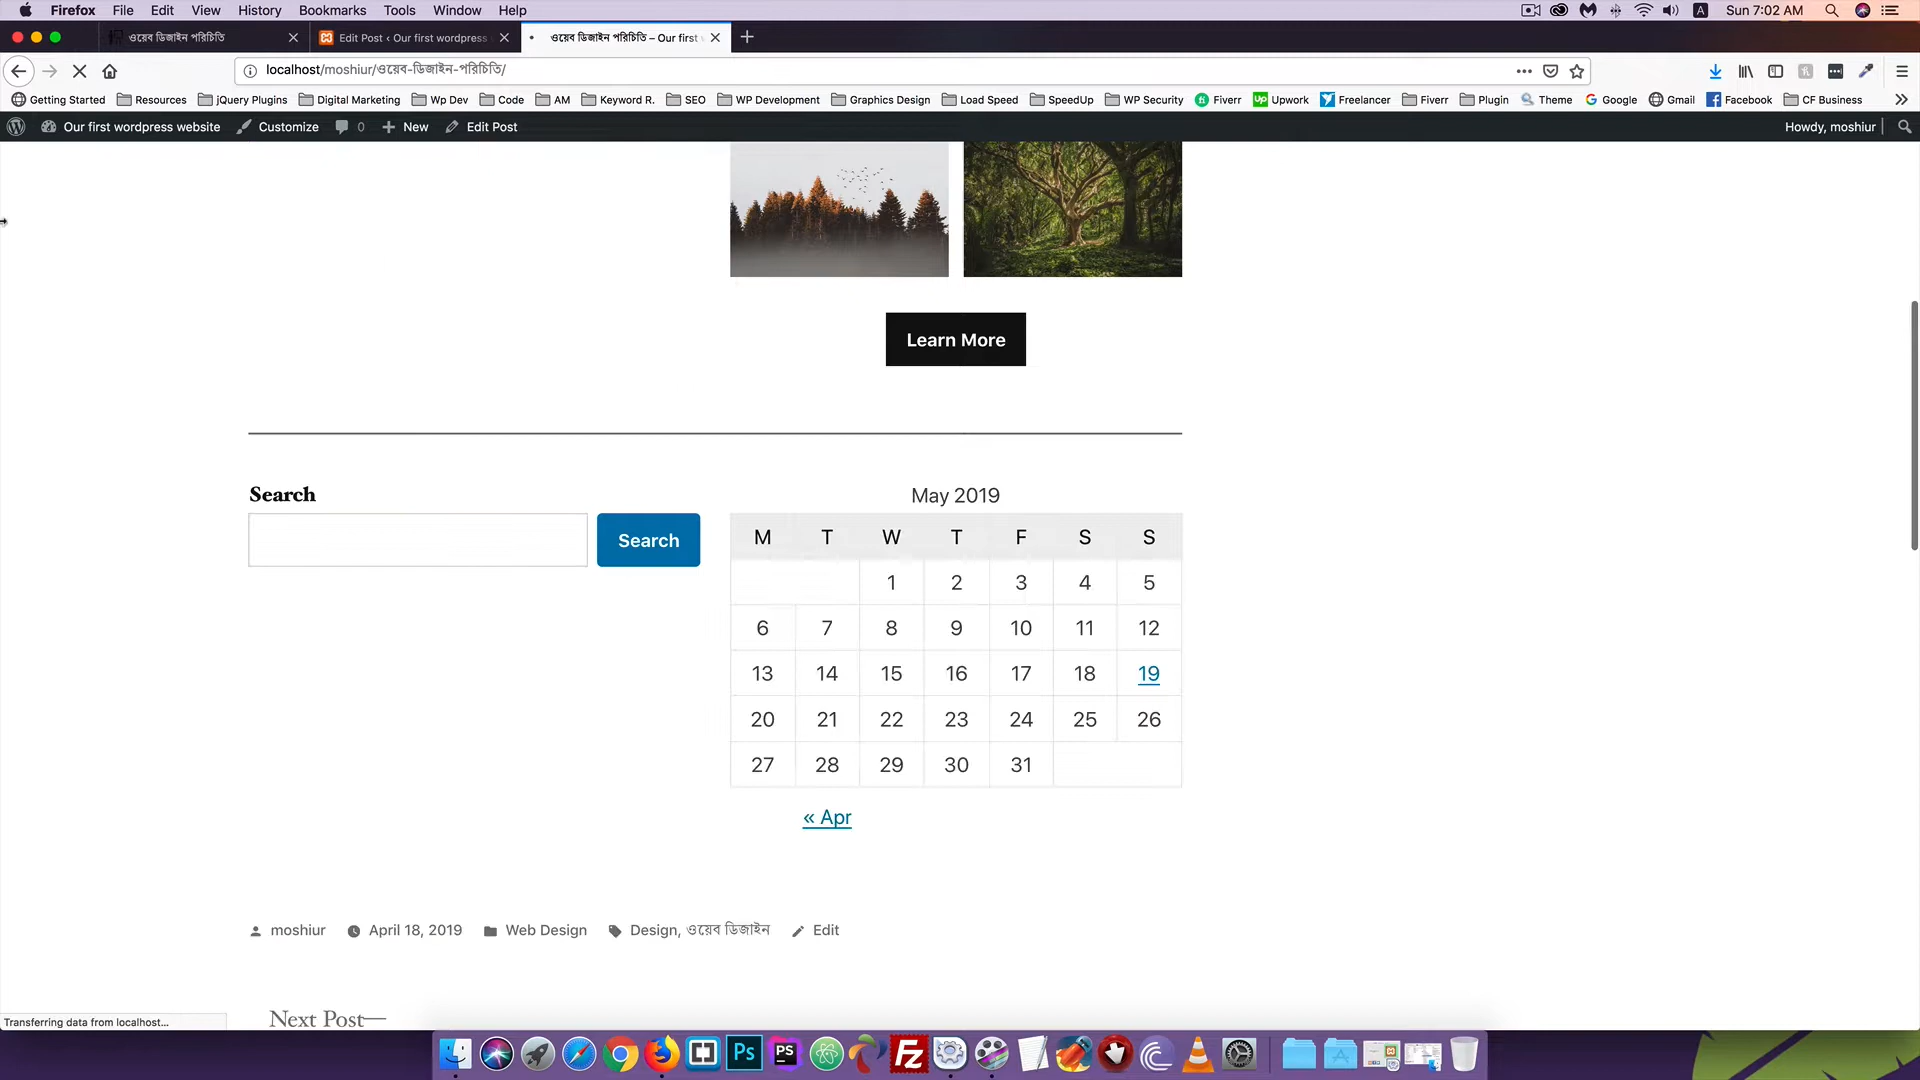 Firefox File Edit View History Bookmarks Tools Window Help Sun 7:02 AM
ওয়েব ডিজাইন পরিচিতি Edit Post ‹ Our first wordpress ওয়েব ডিজাইন পরিচিতি – Our first
localhost/moshiur/ওয়েব-ডিজাইন-পরিচিতি/
Getting Started Resources jQuery Plugins Digital Marketing Wp Dev Code AM Keyword R. SEO WP Development Graphics Design Load Speed SpeedUp WP Security Fiverr Upwork Freelancer Fiverr Plugin Theme Google Gmail Facebook CF Business
Our first wordpress website Customize 0 New Edit Post Howdy, moshiur
Learn More
Search
Search
May 2019
M T W T F S S
1 2 3 4 5
6 7 8 9 10 11 12
13 14 15 16 17 18 19
20 21 22 23 24 25 26
27 28 29 30 31
« Apr
moshiur April 18, 2019 Web Design Design, ওয়েব ডিজাইন Edit
Next Post—
Transferring data from localhost...
Ps PS FZ